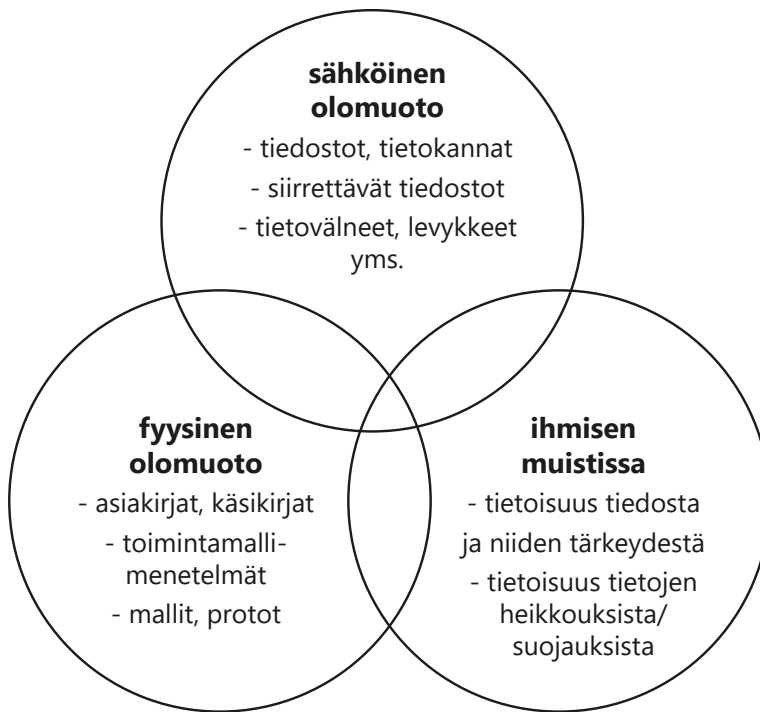 sähköinen
olomuoto
- tiedostot, tietokannat
- siirrettävät tiedostot
- tietovälneet, levykkeet
yms.
fyysinen
olomuoto
- asiakirjat, käsikirjat
- toimintamalli-
menetelmät
- mallit, protot
ihmisen
muistissa
- tietoisuus tiedosta
ja niiden tärkeydestä
- tietoisuus tietojen
heikkouksista/
suojauksista